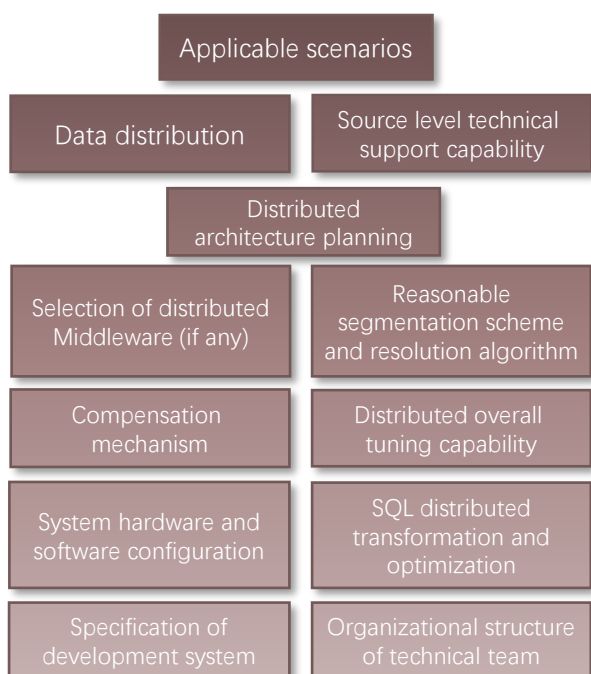 Applicable scenarios
Data distribution
Source level technical
support capability
Distributed
architecture planning
Selection of distributed
Middleware (if any)
Reasonable
segmentation scheme
and resolution algorithm
Compensation
mechanism
Distributed overall
tuning capability
System hardware and
software configuration
SQL distributed
transformation and
optimization
Specification of
development system
Organizational structure
of technical team